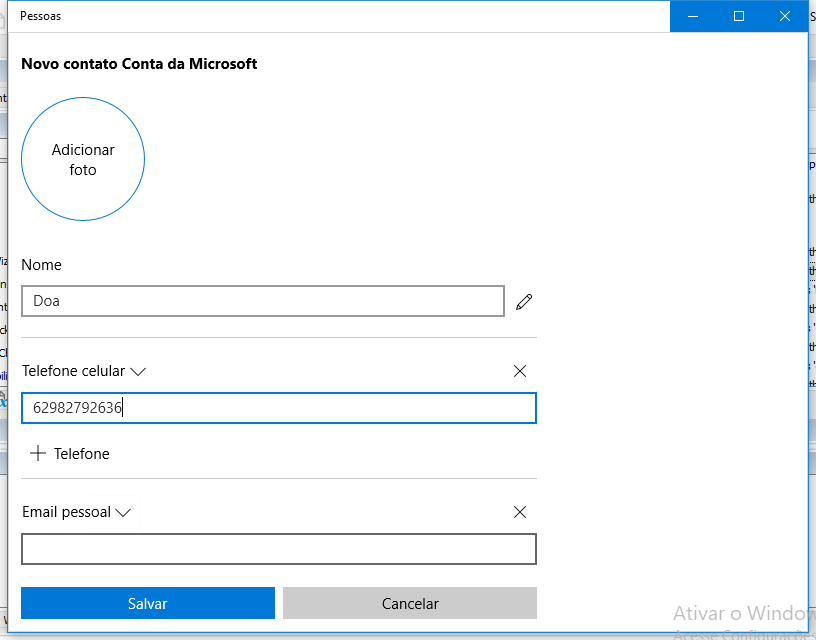 Pessoas
Novo contato Conta da Microsoft
Adicionar
foto
Nome
Doa
Telefone celular
62982792636
Telefone
Email pessoal
Salvar
Cancelar
Ativar o Window
Acesse Configurações